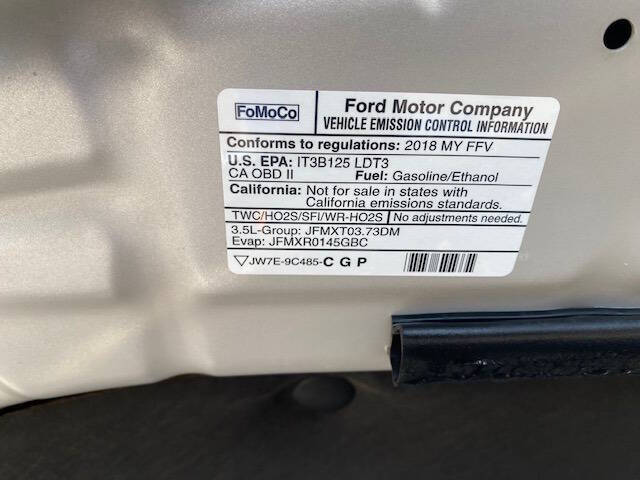 FoMoCo
Ford Motor Company
VEHICLE EMISSION CONTROL INFORMATION
Conforms to regulations: 2018 MY FFV
U.S. EPA: IT3B125 LDT3
CA OBD II Fuel: Gasoline/Ethanol
California: Not for sale in states with
California emissions standards.
TWC/HO2S/SFI/WR-HO2S No adjustments needed.
3.5L-Group: JFMXT03.73DM
Evap: JFMXR0145GBC
▽JW7E-9C485-C G P